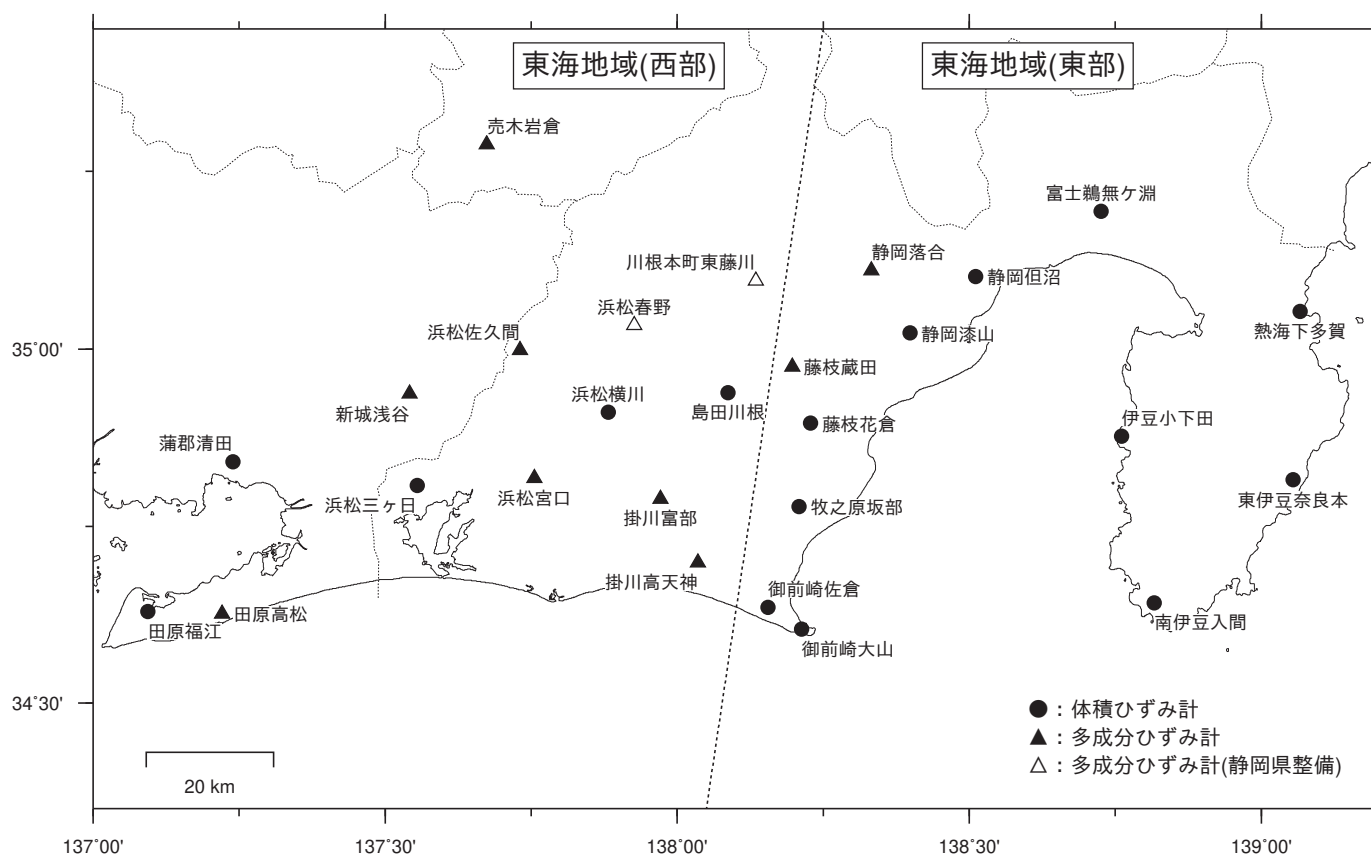 東海地域(西部)
東海地域(東部)
売木岩倉
富士鵜無ケ淵
静岡落合
川根本町東藤川
静岡但沼
浜松春野
浜松佐久間
静岡漆山
熱海下多賀
35°00'
藤枝蔵田
浜松横川
島田川根
新城浅谷
藤枝花倉
伊豆小下田
蒲郡清田
浜松三ヶ日
浜松宮口
掛川富部
牧之原坂部
東伊豆奈良本
掛川高天神
御前崎佐倉
田原福江
田原高松
南伊豆入間
御前崎大山
34°30'
●：体積ひずみ計
▲：多成分ひずみ計
△：多成分ひずみ計(静岡県整備)
20 km
137°00' 137°30' 138°00' 138°30' 139°00'